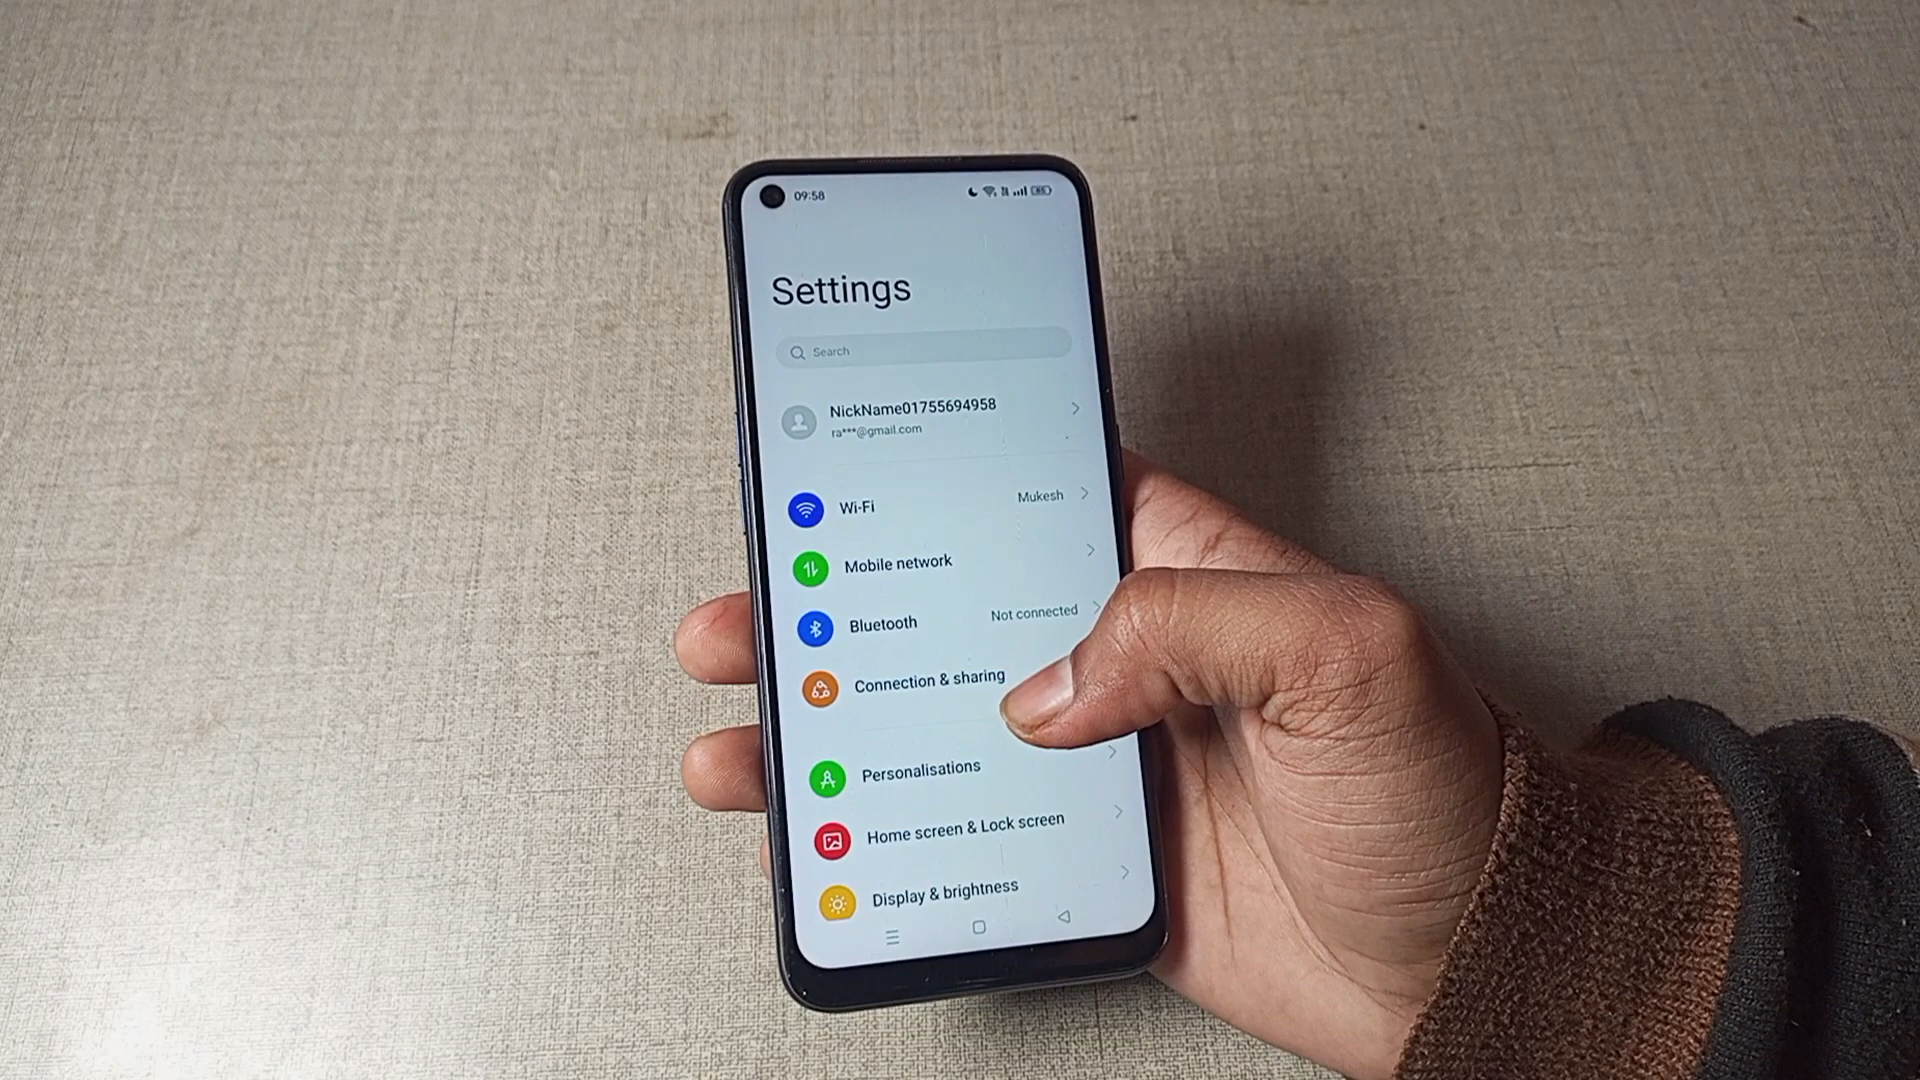 09:58
Settings
Search
NickName01755694958
ra***@gmail.com
Wi-Fi Mukesh
Mobile network
Bluetooth Not connected
Connection & sharing
Personalisations
Home screen & Lock screen
Display & brightness